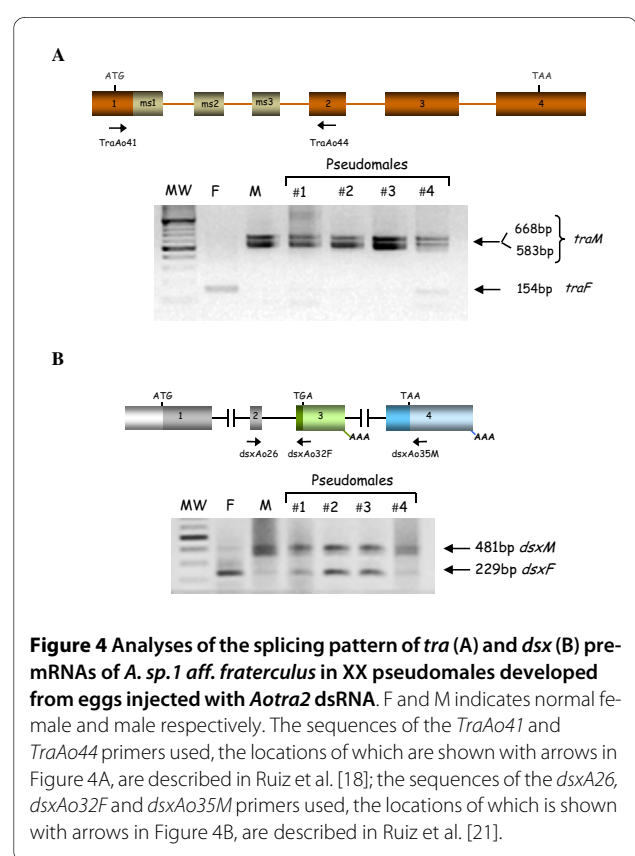 A
ATG TAA
1 ms1 ms2 ms3 2 3 4
TraAo41 TraAo44
Pseudomales
MW F M #1 #2 #3 #4
668bp
583bp
traM
154bp traF
B
ATG TGA TAA
1 2 3 4
AAA AAA
dsxAo26 dsxAo32F dsxAo35M
Pseudomales
MW F M #1 #2 #3 #4
481bp dsxM
229bp dsxF
Figure 4 Analyses of the splicing pattern of tra (A) and dsx (B) pre-
mRNAs of A. sp.1 aff. fraterculus in XX pseudomales developed
from eggs injected with Aotra2 dsRNA. F and M indicates normal fe-
male and male respectively. The sequences of the TraAo41 and
TraAo44 primers used, the locations of which are shown with arrows in
Figure 4A, are described in Ruiz et al. [18]; the sequences of the dsxA26,
dsxAo32F and dsxAo35M primers used, the locations of which is shown
with arrows in Figure 4B, are described in Ruiz et al. [21].